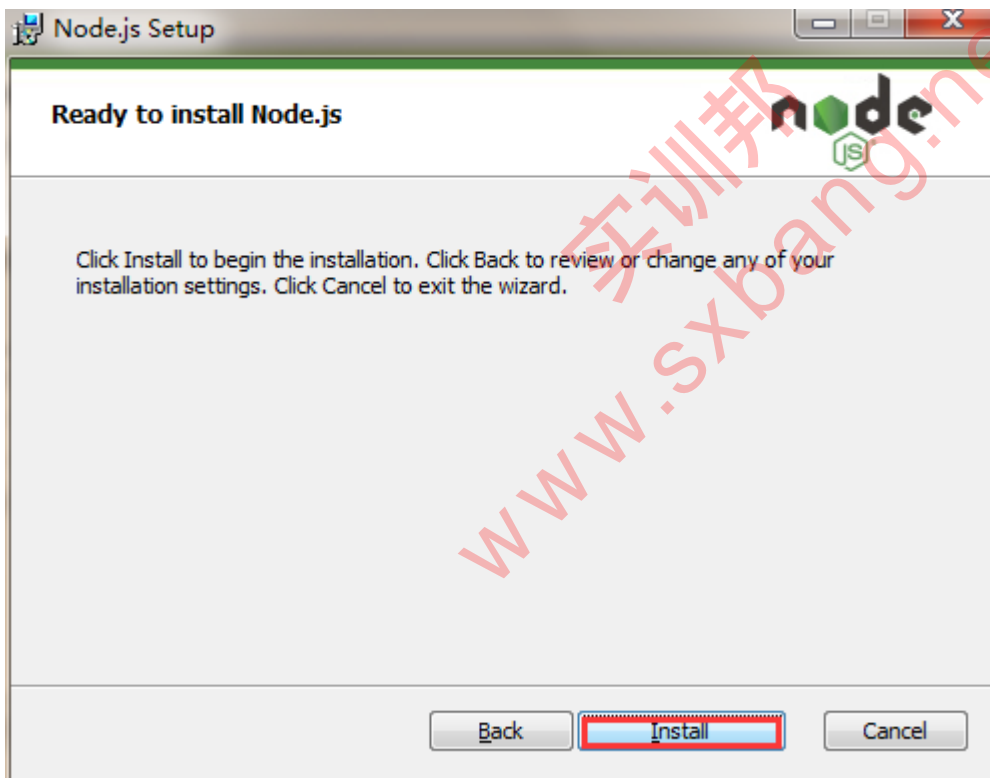 Node.js Setup
Ready to install Node.js
node
JS
Click Install to begin the installation. Click Back to review or change any of your
installation settings. Click Cancel to exit the wizard.
实训邦
www.sxbang.ne
Back
Install
Cancel